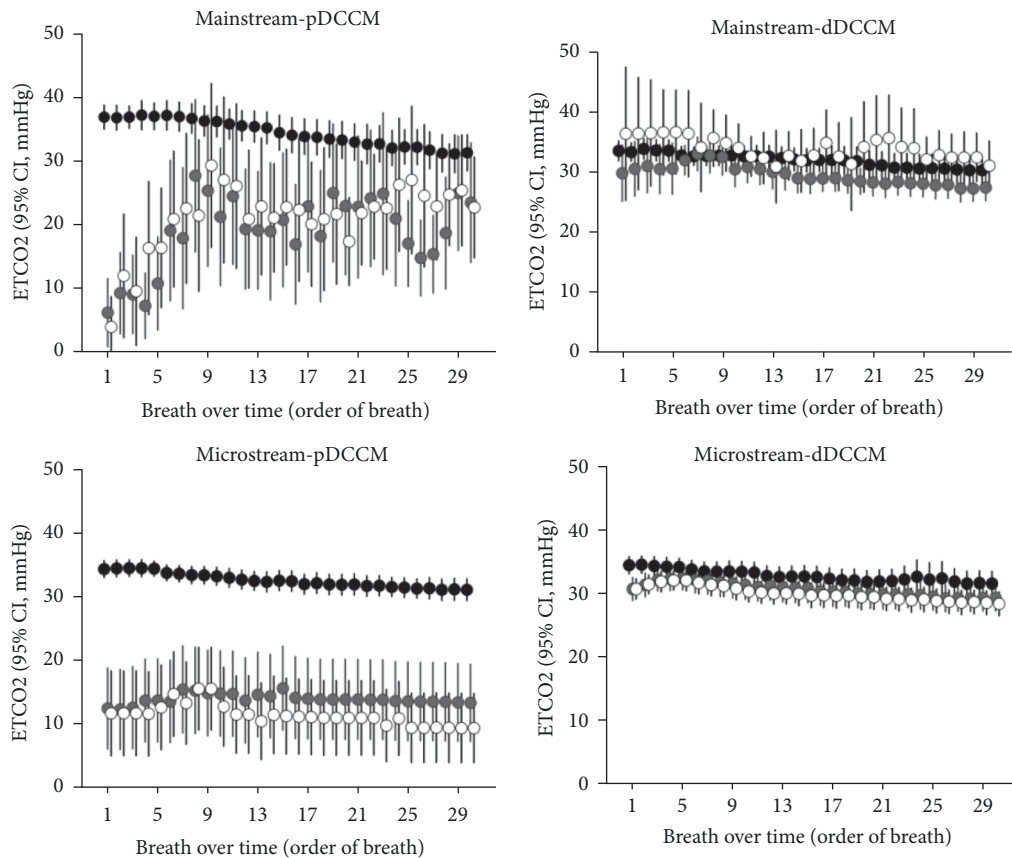 Mainstream-pDCCM
50
40
30
20
10
0
ETCO2 (95% CI, mmHg)
1 5 9 13 17 21 25 29
Breath over time (order of breath)
Mainstream-dDCCM
50
40
30
20
10
0
ETCO2 (95% CI, mmHg)
1 5 9 13 17 21 25 29
Breath over time (order of breath)
Microstream-pDCCM
50
40
30
20
10
0
ETCO2 (95% CI, mmHg)
1 5 9 13 17 21 25 29
Breath over time (order of breath)
Microstream-dDCCM
50
40
30
20
10
0
ETCO2 (95% CI, mmHg)
1 5 9 13 17 21 25 29
Breath over time (order of breath)